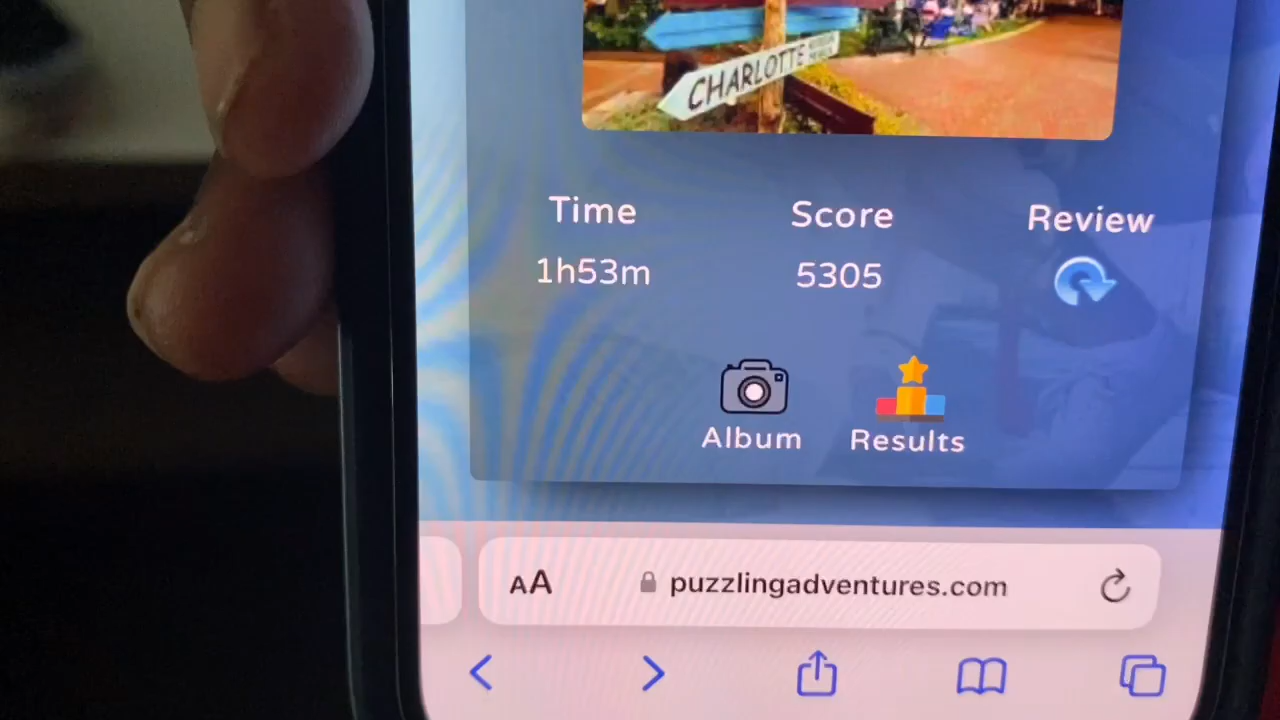 CHARLOTTE
Time
Score
Review
1h53m
5305
Album
Results
AA
puzzlingadventures.com